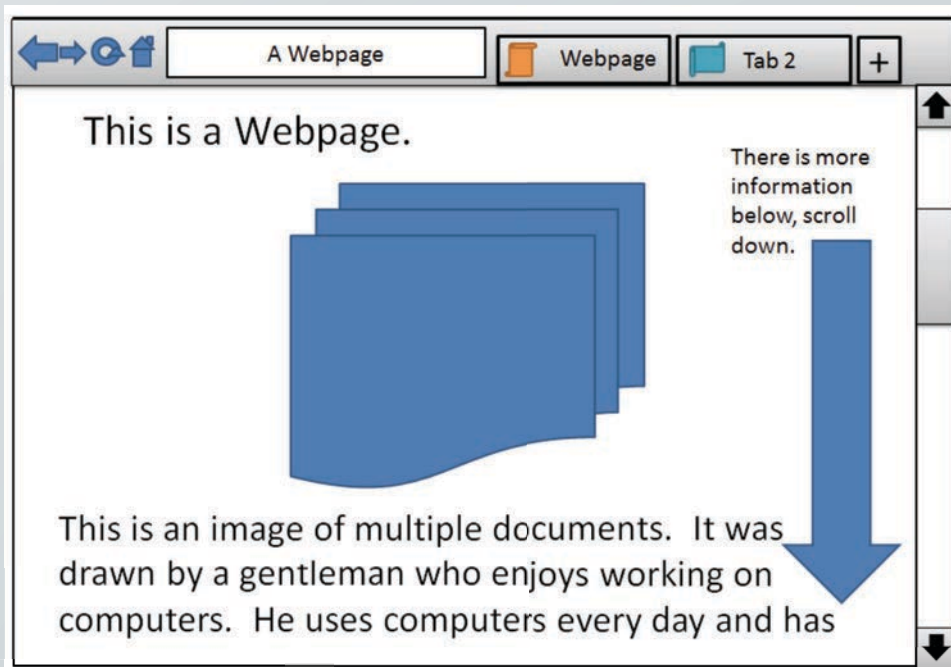 A Webpage
Webpage
Tab 2
+
This is a Webpage.
There is more
information
below, scroll
down.
This is an image of multiple documents.  It was
drawn by a gentleman who enjoys working on
computers.  He uses computers every day and has